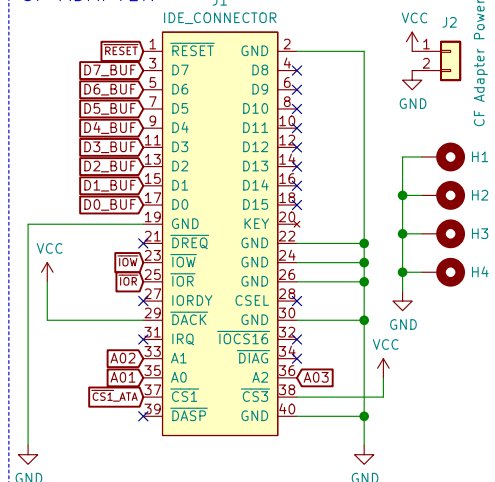 CF ADAPTER
J1
IDE_CONNECTOR
RESET 1 RESET GND 2
D7_BUF 3 D7 D8 4
D6_BUF 5 D6 D9 6
D5_BUF 7 D5 D10 8
D4_BUF 9 D4 D11 10
D3_BUF 11 D3 D12 12
D2_BUF 13 D2 D13 14
D1_BUF 15 D1 D14 16
D0_BUF 17 D0 D15 18
19 GND KEY 20
21 DREQ GND 22
IOW 23 IOW GND 24
IOR 25 IOR GND 26
27 IORDY CSEL 28
29 DACK GND 30
31 IRQ IOCS16 32
A02 33 A1 DIAG 34
A01 35 A0 A2 36 A03
CS1_ATA 37 CS1 CS3 38
39 DASP GND 40
VCC
GND
VCC
GND
VCC
J2
1
2
GND
CF Adapter Power
H1
H2
H3
H4
GND